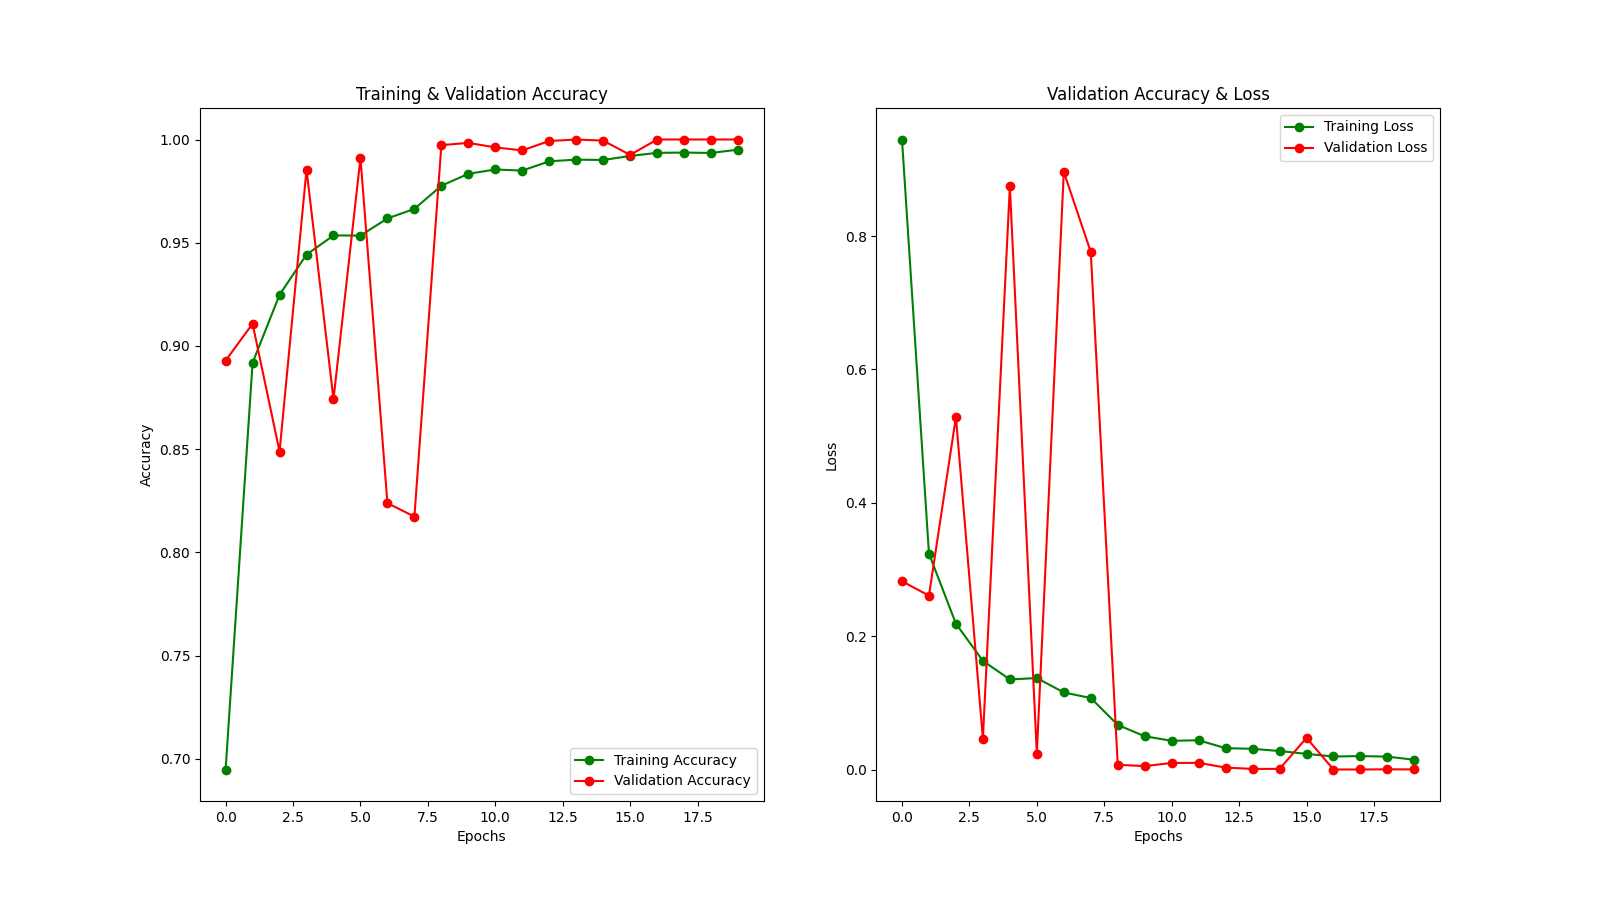 Training & Validation Accuracy
1.00
0.95
0.90
0.85
0.80
0.75
0.70
Accuracy
Training Accuracy
Validation Accuracy
0.0 2.5 5.0 7.5 10.0 12.5 15.0 17.5
Epochs
Validation Accuracy & Loss
Training Loss
Validation Loss
0.8
0.6
0.4
0.2
0.0
Loss
0.0 2.5 5.0 7.5 10.0 12.5 15.0 17.5
Epochs